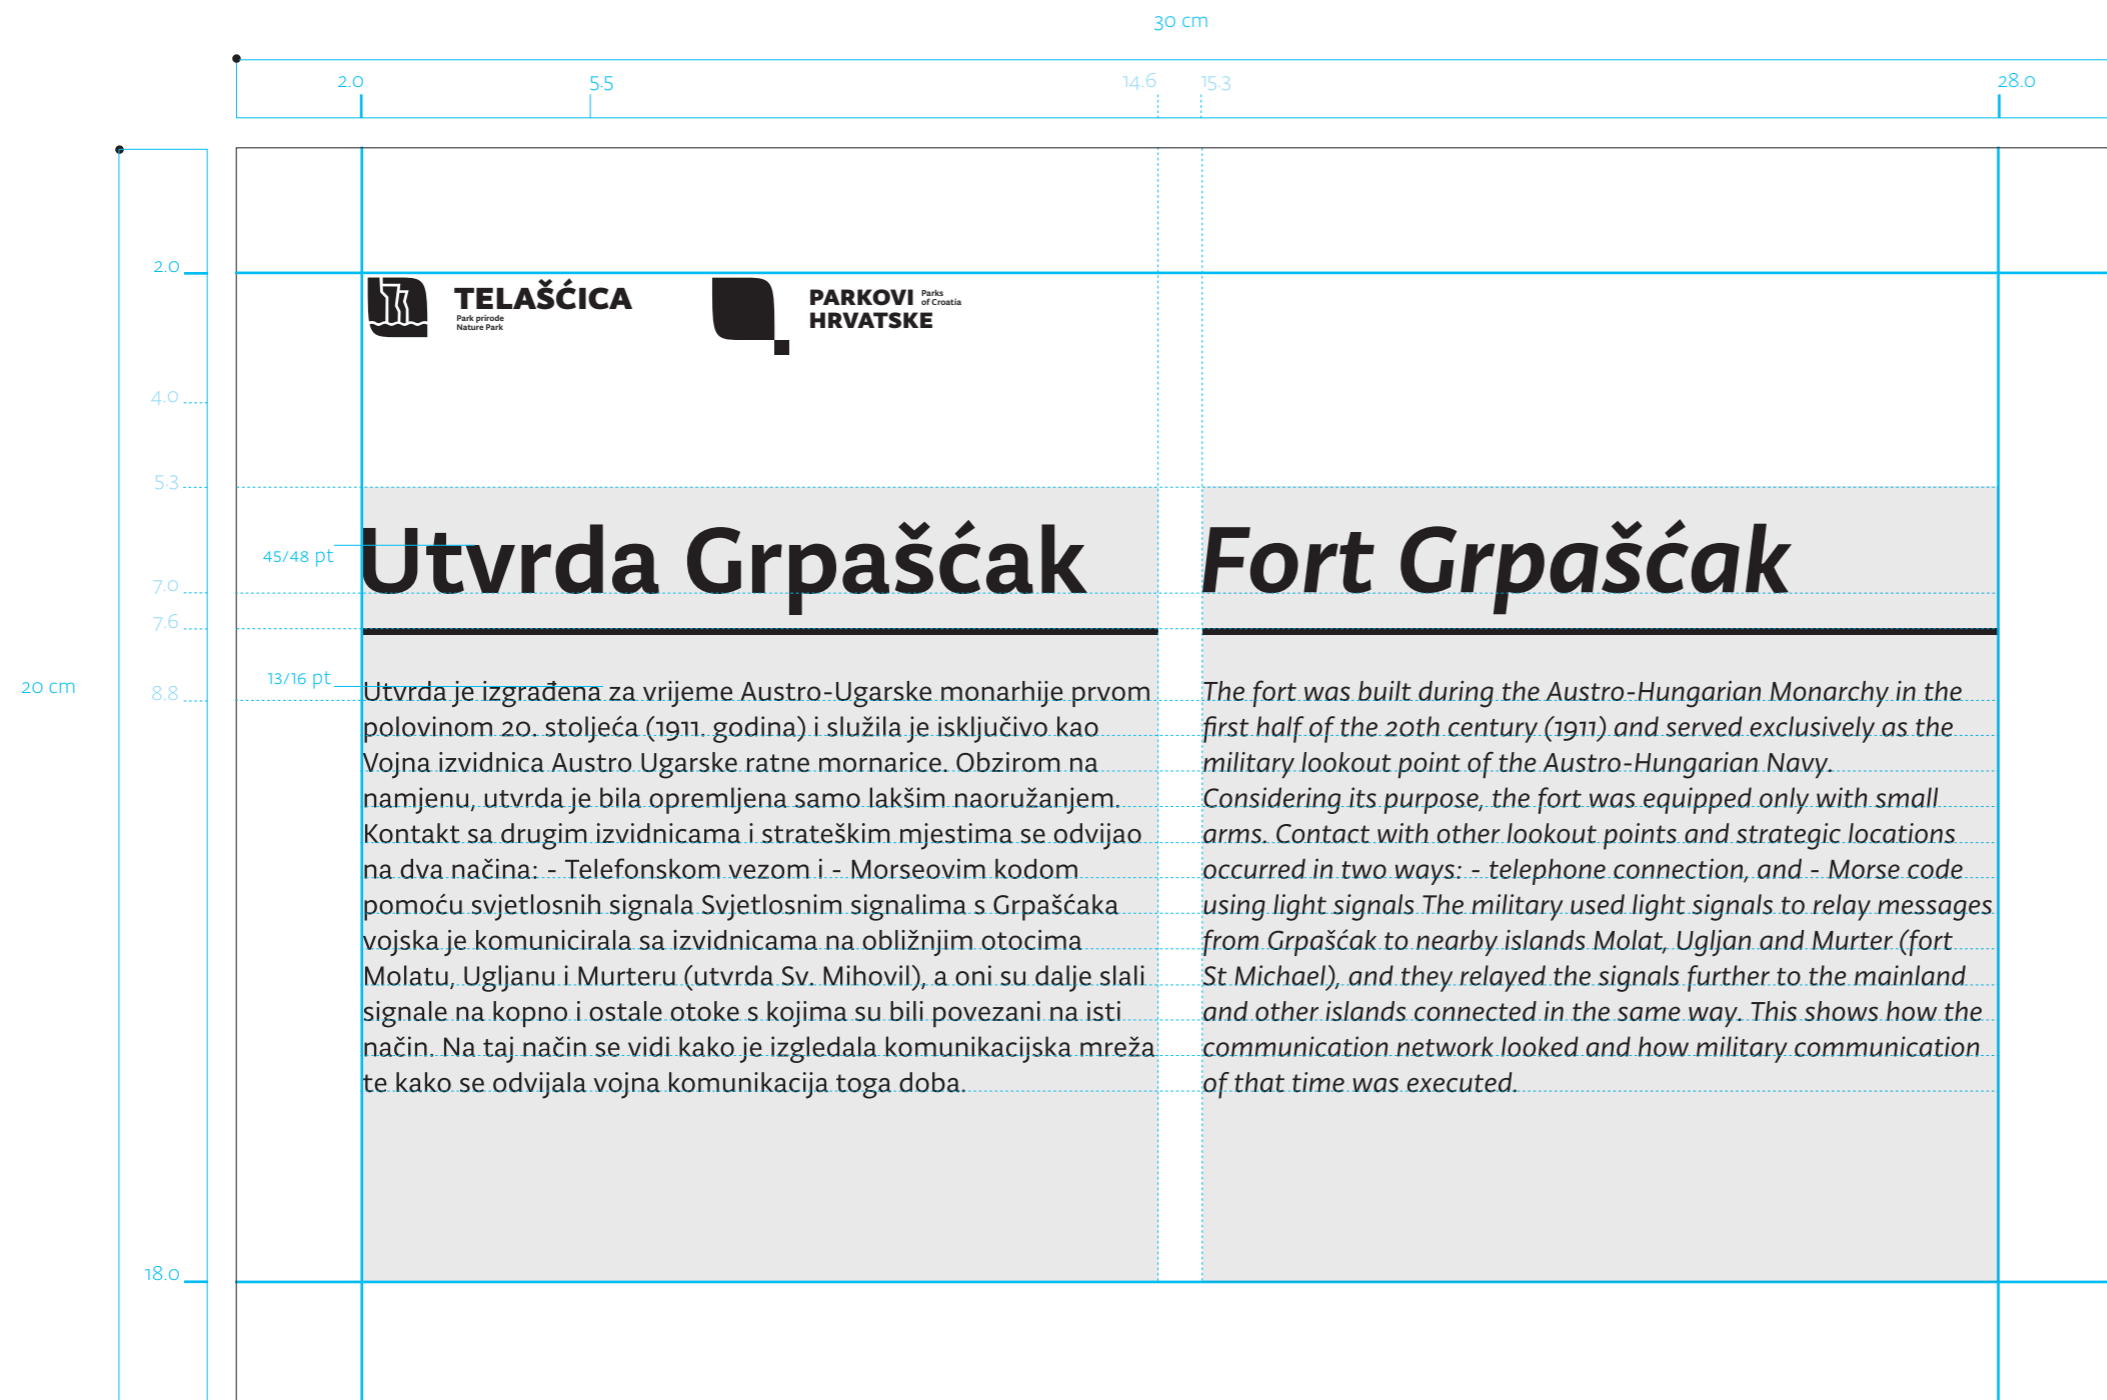 30 cm
2.0 5.5 14.6 15.3 28.0
2.0
TELAŠĆICA
Park prirode
Nature Park
PARKOVI
HRVATSKE
Parks
of Croatia
4.0
5.3
45/48 pt
Utvrda Grpašćak
Fort Grpašćak
7.0
7.6
20 cm
13/16 pt
8.8
Utvrda je izgrađena za vrijeme Austro-Ugarske monarhije prvom
polovinom 20. stoljeća (1911. godina) i služila je isključivo kao
Vojna izvidnica Austro Ugarske ratne mornarice. Obzirom na
namjenu, utvrda je bila opremljena samo lakšim naoružanjem.
Kontakt sa drugim izvidnicama i strateškim mjestima se odvijao
na dva načina: - Telefonskom vezom i - Morseovim kodom
pomoću svjetlosnih signala Svjetlosnim signalima s Grpašćaka
vojska je komunicirala sa izvidnicama na obližnjim otocima
Molatu, Ugljanu i Murteru (utvrda Sv. Mihovil), a oni su dalje slali
signale na kopno i ostale otoke s kojima su bili povezani na isti
način. Na taj način se vidi kako je izgledala komunikacijska mreža
te kako se odvijala vojna komunikacija toga doba.
The fort was built during the Austro-Hungarian Monarchy in the
first half of the 20th century (1911) and served exclusively as the
military lookout point of the Austro-Hungarian Navy.
Considering its purpose, the fort was equipped only with small
arms. Contact with other lookout points and strategic locations
occurred in two ways: - telephone connection, and - Morse code
using light signals The military used light signals to relay messages
from Grpašćak to nearby islands Molat, Ugljan and Murter (fort
St Michael), and they relayed the signals further to the mainland
and other islands connected in the same way. This shows how the
communication network looked and how military communication
of that time was executed.
18.0